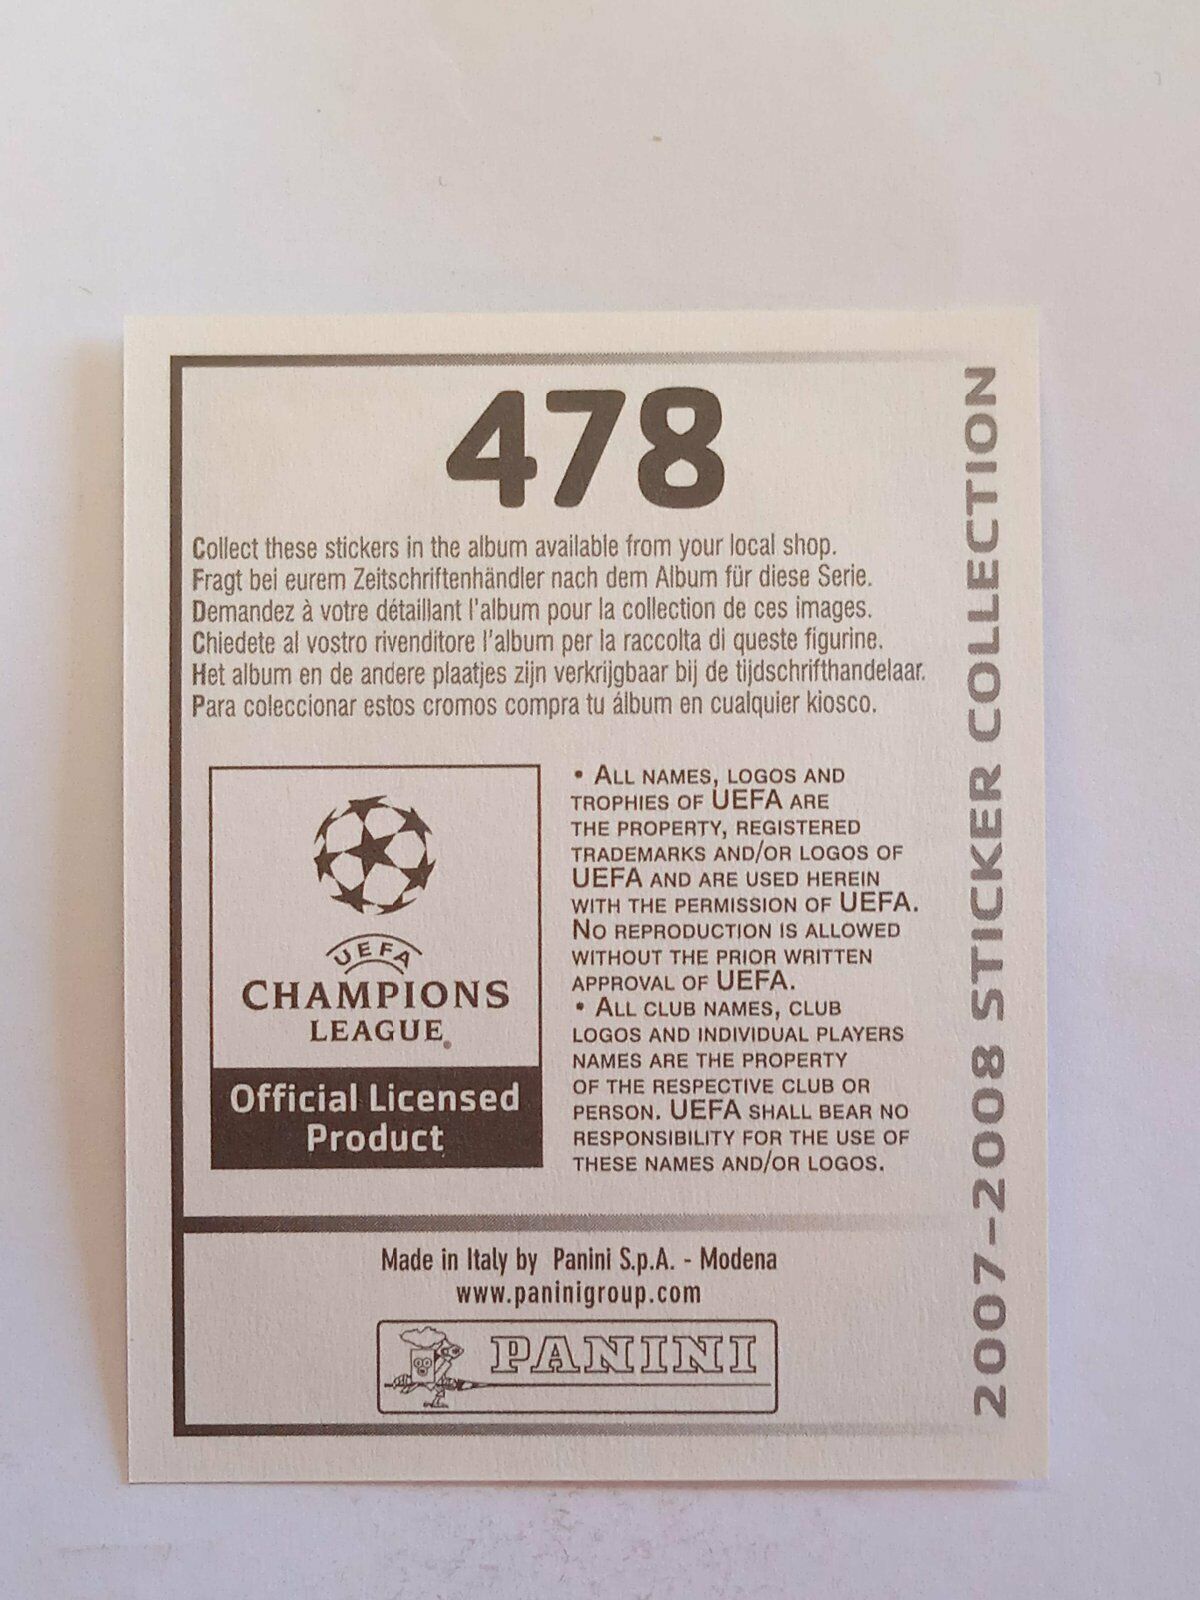 478
Collect these stickers in the album available from your local shop.
Fragt bei eurem Zeitschriftenhändler nach dem Album für diese Serie.
Demandez à votre détaillant l'album pour la collection de ces images.
Chiedete al vostro rivenditore l'album per la raccolta di queste figurine.
Het album en de andere plaatjes zijn verkrijgbaar bij de tijdschrifthandelaar.
Para coleccionar estos cromos compra tu álbum en cualquier kiosco.
UEFA
CHAMPIONS
LEAGUE®
Official Licensed
Product
• ALL NAMES, LOGOS AND
TROPHIES OF UEFA ARE
THE PROPERTY, REGISTERED
TRADEMARKS AND/OR LOGOS OF
UEFA AND ARE USED HEREIN
WITH THE PERMISSION OF UEFA.
NO REPRODUCTION IS ALLOWED
WITHOUT THE PRIOR WRITTEN
APPROVAL OF UEFA.
• ALL CLUB NAMES, CLUB
LOGOS AND INDIVIDUAL PLAYERS
NAMES ARE THE PROPERTY
OF THE RESPECTIVE CLUB OR
PERSON. UEFA SHALL BEAR NO
RESPONSIBILITY FOR THE USE OF
THESE NAMES AND/OR LOGOS.
Made in Italy by Panini S.p.A. - Modena
www.paninigroup.com
PANINI
2007-2008 STICKER COLLECTION